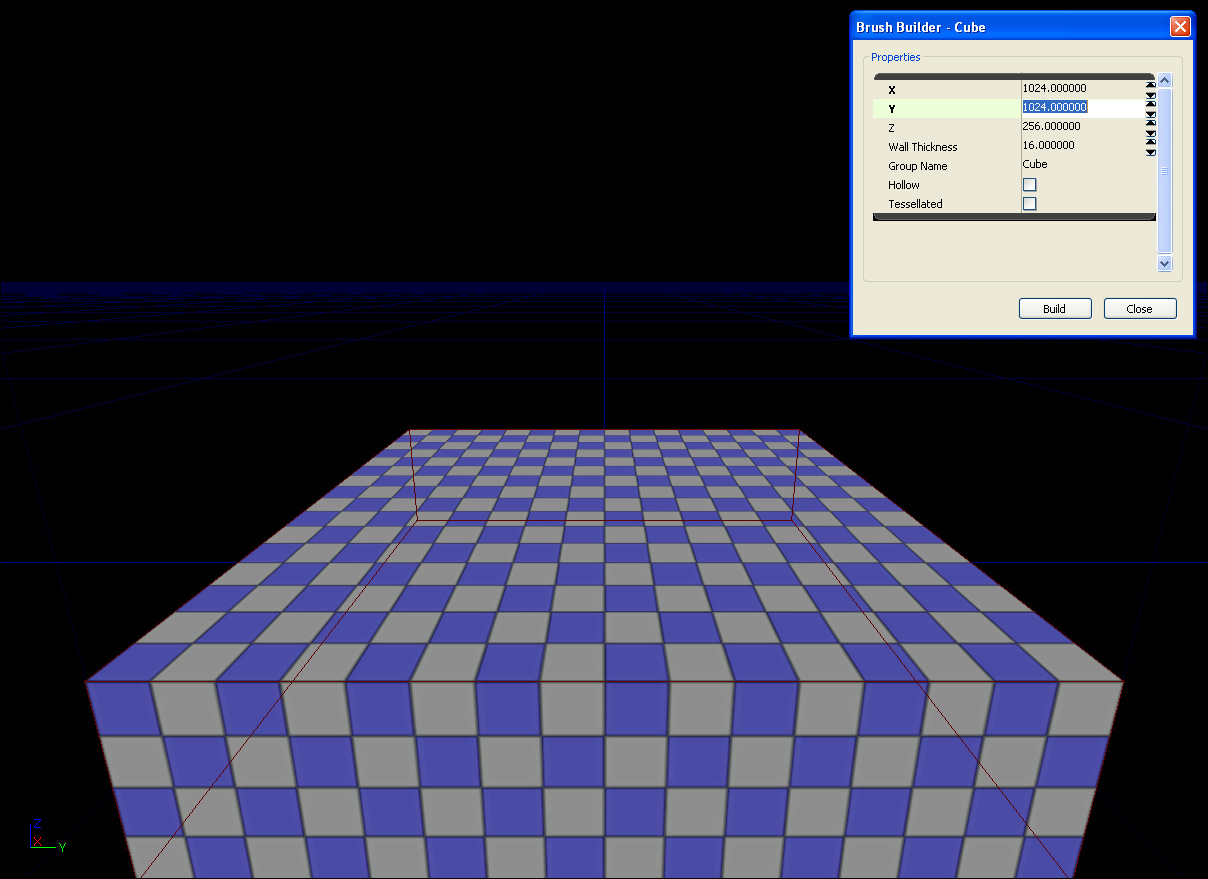 Brush Builder - Cube
Properties
X 1024.000000
Y 1024.000000
Z 256.000000
Wall Thickness 16.000000
Group Name Cube
Hollow
Tessellated
Build Close
Z
X Y